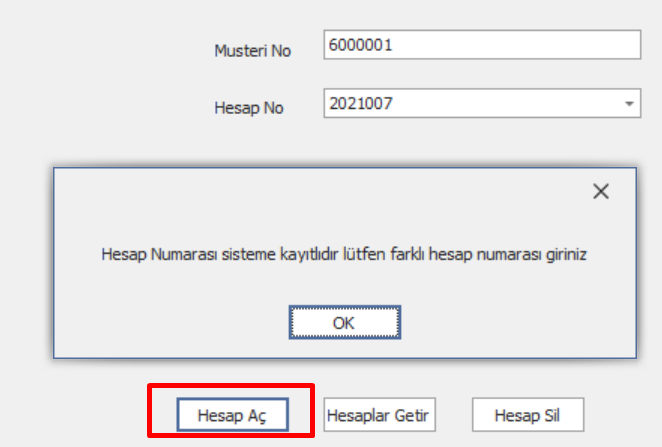 Musteri No 6000001
Hesap No 2021007
Hesap Numarası sisteme kayıtlıdır lütfen farklı hesap numarası giriniz
OK
Hesap Aç Hesaplar Getir Hesap Sil